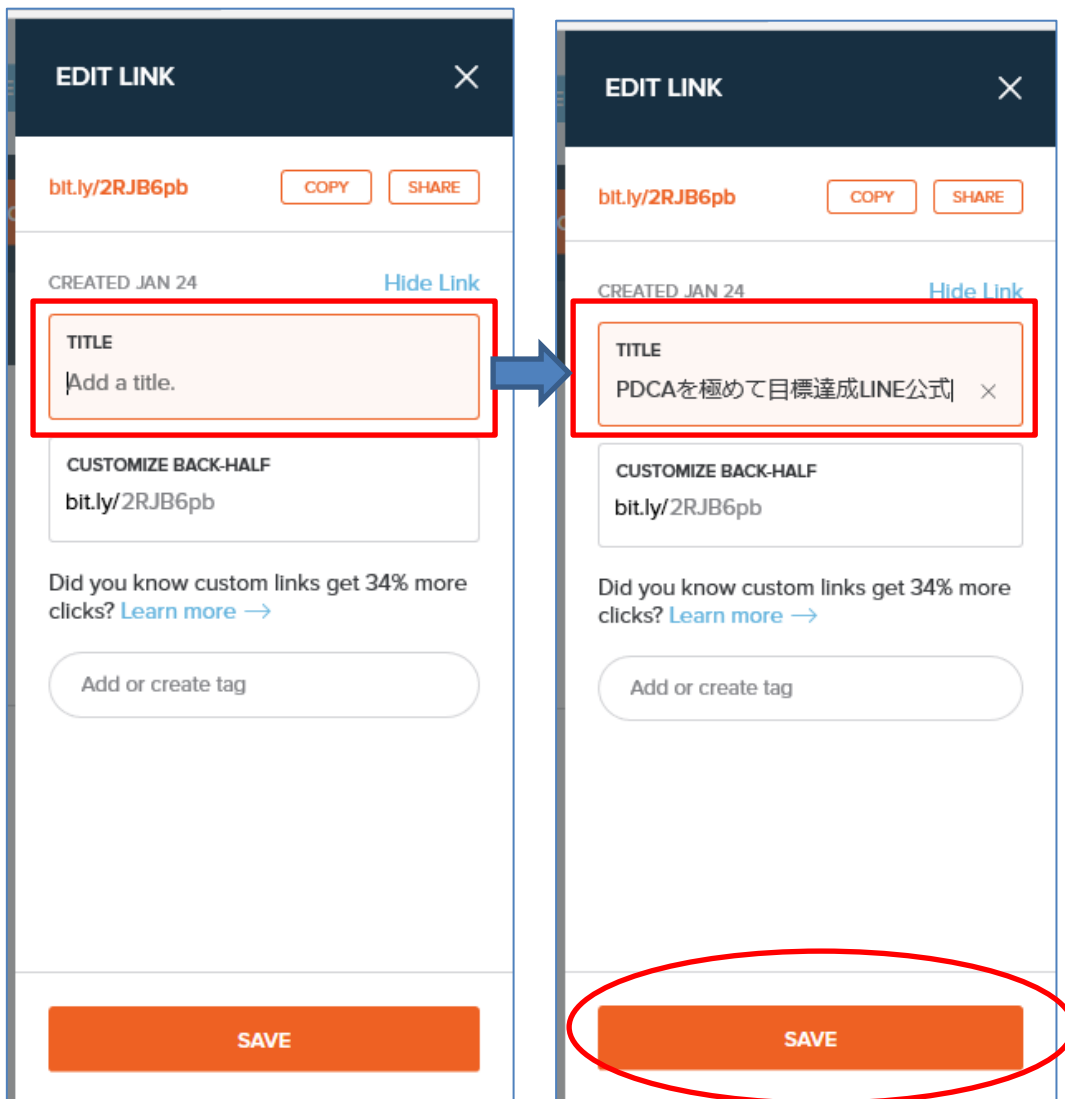 EDIT LINK
bit.ly/2RJB6pb COPY SHARE
CREATED JAN 24 Hide Link
TITLE
Add a title.
CUSTOMIZE BACK-HALF
bit.ly/2RJB6pb
Did you know custom links get 34% more
clicks? Learn more →
Add or create tag
SAVE
EDIT LINK
bit.ly/2RJB6pb COPY SHARE
CREATED JAN 24 Hide Link
TITLE
PDCAを極めて目標達成LINE公式
CUSTOMIZE BACK-HALF
bit.ly/2RJB6pb
Did you know custom links get 34% more
clicks? Learn more →
Add or create tag
SAVE